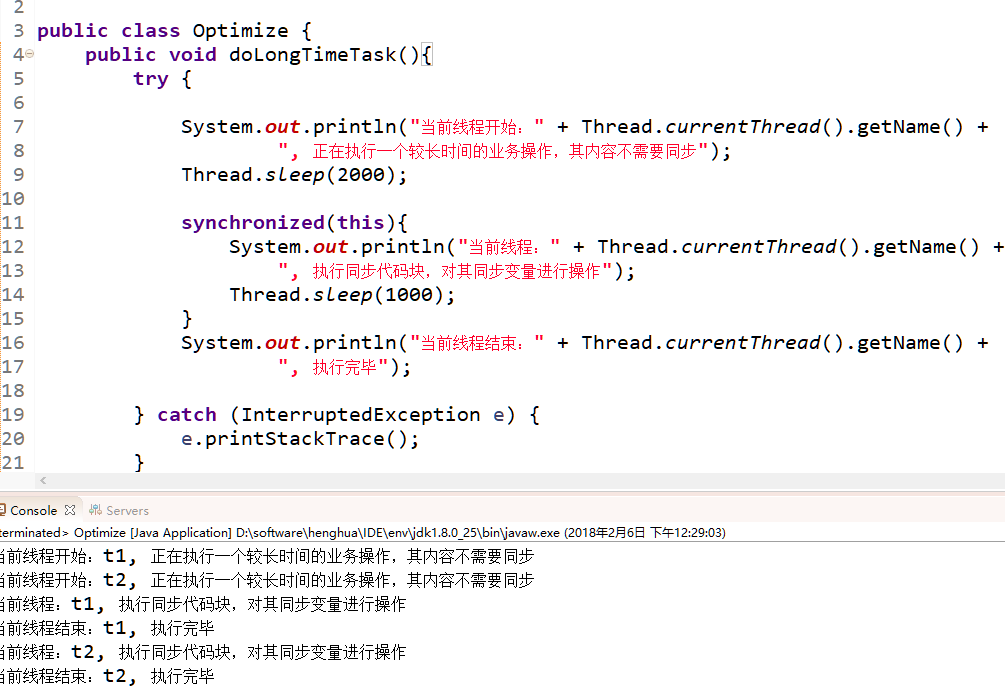 2
3 public class Optimize {
4 public void doLongTimeTask(){
5 try {
6
7 System.out.println("当前线程开始：" + Thread.currentThread().getName() +
8 ", 正在执行一个较长时间的业务操作，其内容不需要同步");
9 Thread.sleep(2000);
10
11 synchronized(this){
12 System.out.println("当前线程：" + Thread.currentThread().getName() +
13 ", 执行同步代码块，对其同步变量进行操作");
14 Thread.sleep(1000);
15 }
16 System.out.println("当前线程结束：" + Thread.currentThread().getName() +
17 ", 执行完毕");
18
19 } catch (InterruptedException e) {
20 e.printStackTrace();
21 }
Console Servers
terminated> Optimize [Java Application] D:\software\henghua\IDE\env\jdk1.8.0_25\bin\javaw.exe (2018年2月6日 下午12:29:03)
当前线程开始：t1, 正在执行一个较长时间的业务操作，其内容不需要同步
当前线程开始：t2, 正在执行一个较长时间的业务操作，其内容不需要同步
当前线程：t1, 执行同步代码块，对其同步变量进行操作
当前线程结束：t1, 执行完毕
当前线程：t2, 执行同步代码块，对其同步变量进行操作
当前线程结束：t2, 执行完毕